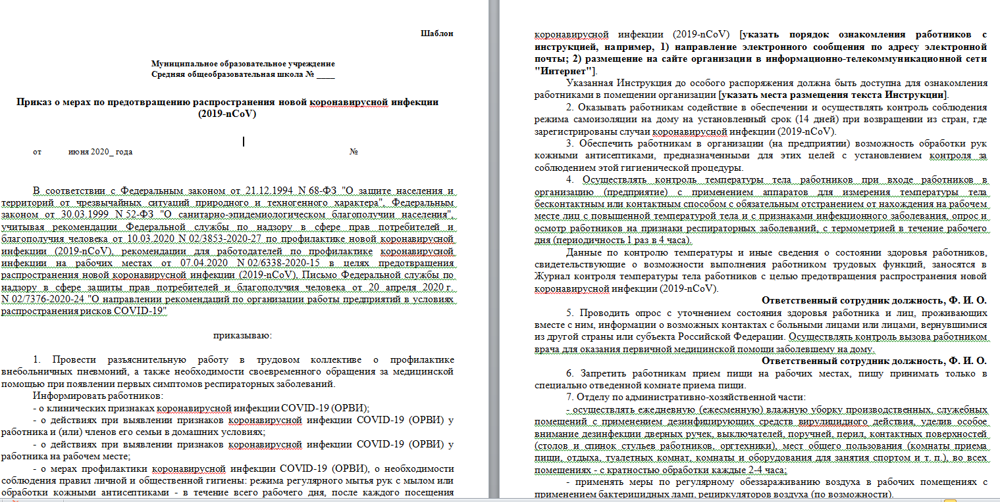 Шаблон
Муниципальное образовательное учреждение
Средняя общеобразовательная школа № ____
Приказ о мерах по предотвращению распространения новой коронавирусной инфекции
(2019-nCoV)
от июня 2020_ года №
В соответствии с Федеральным законом от 21.12.1994 N 68-ФЗ "О защите населения и
территорий от чрезвычайных ситуаций природного и техногенного характера", Федеральным
законом от 30.03.1999 N 52-ФЗ "О санитарно-эпидемиологическом благополучии населения",
учитывая рекомендации Федеральной службы по надзору в сфере прав потребителей и
благополучия человека от 10.03.2020 N 02/3853-2020-27 по профилактике новой коронавирусной
инфекции (2019-nCoV), рекомендации для работодателей по профилактике коронавирусной
инфекции на рабочих местах от 07.04.2020 N 02/6338-2020-15 в целях предотвращения
распространения новой коронавирусной инфекции (2019-nCoV), Письмо Федеральной службы по
надзору в сфере защиты прав потребителей и благополучия человека от 20 апреля 2020 г.
N 02/7376-2020-24 "О направлении рекомендаций по организации работы предприятий в условиях
распространения рисков COVID-19"
приказываю:
1. Провести разъяснительную работу в трудовом коллективе о профилактике
внебольничных пневмоний, а также необходимости своевременного обращения за медицинской
помощью при появлении первых симптомов респираторных заболеваний.
Информировать работников:
- о клинических признаках коронавирусной инфекции COVID-19 (ОРВИ);
- о действиях при выявлении признаков коронавирусной инфекции COVID-19 (ОРВИ) у
работника и (или) членов его семьи в домашних условиях;
- о действиях при выявлении признаков коронавирусной инфекции COVID-19 (ОРВИ) у
работника на рабочем месте;
- о мерах профилактики коронавирусной инфекции COVID-19 (ОРВИ), о необходимости
соблюдения правил личной и общественной гигиены: режима регулярного мытья рук с мылом или
обработки кожными антисептиками - в течение всего рабочего дня, после каждого посещения
коронавирусной инфекции (2019-nCoV) [указать порядок ознакомления работников с
инструкцией, например, 1) направление электронного сообщения по адресу электронной
почты; 2) размещение на сайте организации в информационно-телекоммуникационной сети
"Интернет"].
Указанная Инструкция до особого распоряжения должна быть доступна для ознакомления
работниками в помещении организации [указать места размещения текста Инструкции].
2. Оказывать работникам содействие в обеспечении и осуществлять контроль соблюдения
режима самоизоляции на дому на установленный срок (14 дней) при возвращении из стран, где
зарегистрированы случаи коронавирусной инфекции (2019-nCoV).
3. Обеспечить работникам в организации (на предприятии) возможность обработки рук
кожными антисептиками, предназначенными для этих целей с установлением контроля за
соблюдением этой гигиенической процедуры.
4. Осуществлять контроль температуры тела работников при входе работников в
организацию (предприятие) с применением аппаратов для измерения температуры тела
бесконтактным или контактным способом с обязательным отстранением от нахождения на рабочем
месте лиц с повышенной температурой тела и с признаками инфекционного заболевания, опрос и
осмотр работников на признаки респираторных заболеваний, с термометрией в течение рабочего
дня (периодичность 1 раз в 4 часа).
Данные по контролю температуры и иные сведения о состоянии здоровья работников,
свидетельствующие о возможности выполнения работником трудовых функций, заносятся в
Журнал контроля температуры тела работников с целью предотвращения распространения новой
коронавирусной инфекции (2019-nCoV).
Ответственный сотрудник должность, Ф. И. О.
5. Проводить опрос с уточнением состояния здоровья работника и лиц, проживающих
вместе с ним, информации о возможных контактах с больными лицами или лицами, вернувшимися
из другой страны или субъекта Российской Федерации. Осуществлять контроль вызова работником
врача для оказания первичной медицинской помощи заболевшему на дому.
Ответственный сотрудник должность, Ф. И. О.
6. Запретить работникам прием пищи на рабочих местах, пищу принимать только в
специально отведенной комнате приема пищи.
7. Отделу по административно-хозяйственной части:
- осуществлять ежедневную (ежесменную) влажную уборку производственных, служебных
помещений с применением дезинфицирующих средств вирулицидного действия, уделив особое
внимание дезинфекции дверных ручек, выключателей, поручней, перил, контактных поверхностей
(столов и спинок стульев работников, оргтехники), мест общего пользования (комнаты приема
пищи, отдыха, туалетных комнат, комнаты и оборудования для занятия спортом и т. п.), во всех
помещениях - с кратностью обработки каждые 2-4 часа;
- применять меры по регулярному обеззараживанию воздуха в рабочих помещениях с
применением бактерицидных ламп, рециркуляторов воздуха (по возможности).